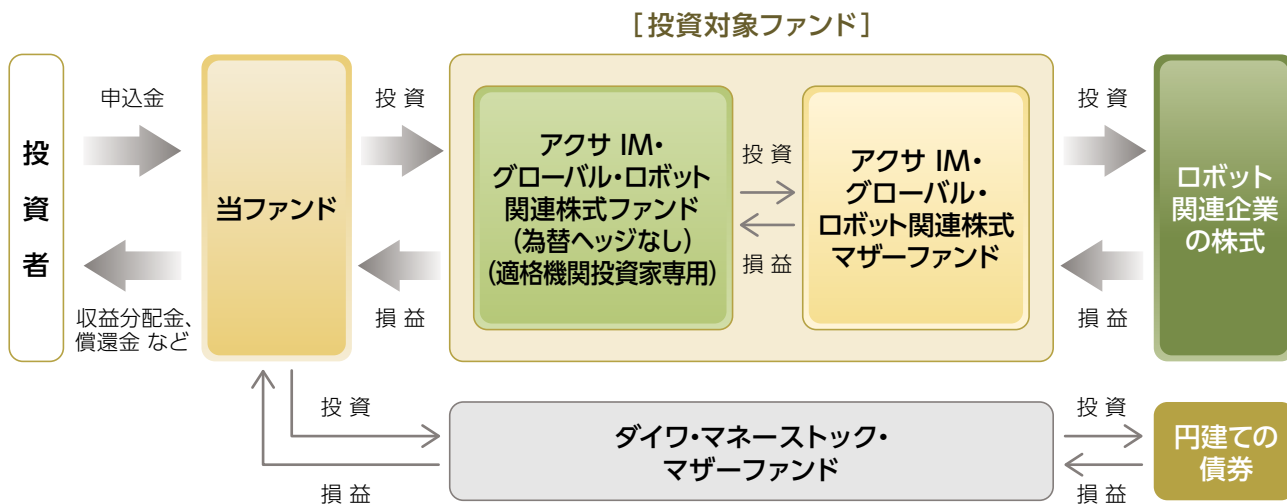 [投資対象ファンド]
投資者
申込金
収益分配金、
償還金 など
当ファンド
投 資
損 益
アクサ IM・
グローバル・ロボット
関連株式ファンド
(為替ヘッジなし)
(適格機関投資家専用)
投 資
損 益
アクサ IM・
グローバル・
ロボット関連株式
マザーファンド
投 資
損 益
ロボット
関連企業
の株式
投 資
損 益
ダイワ・マネーストック・
マザーファンド
投 資
損 益
円建ての
債券